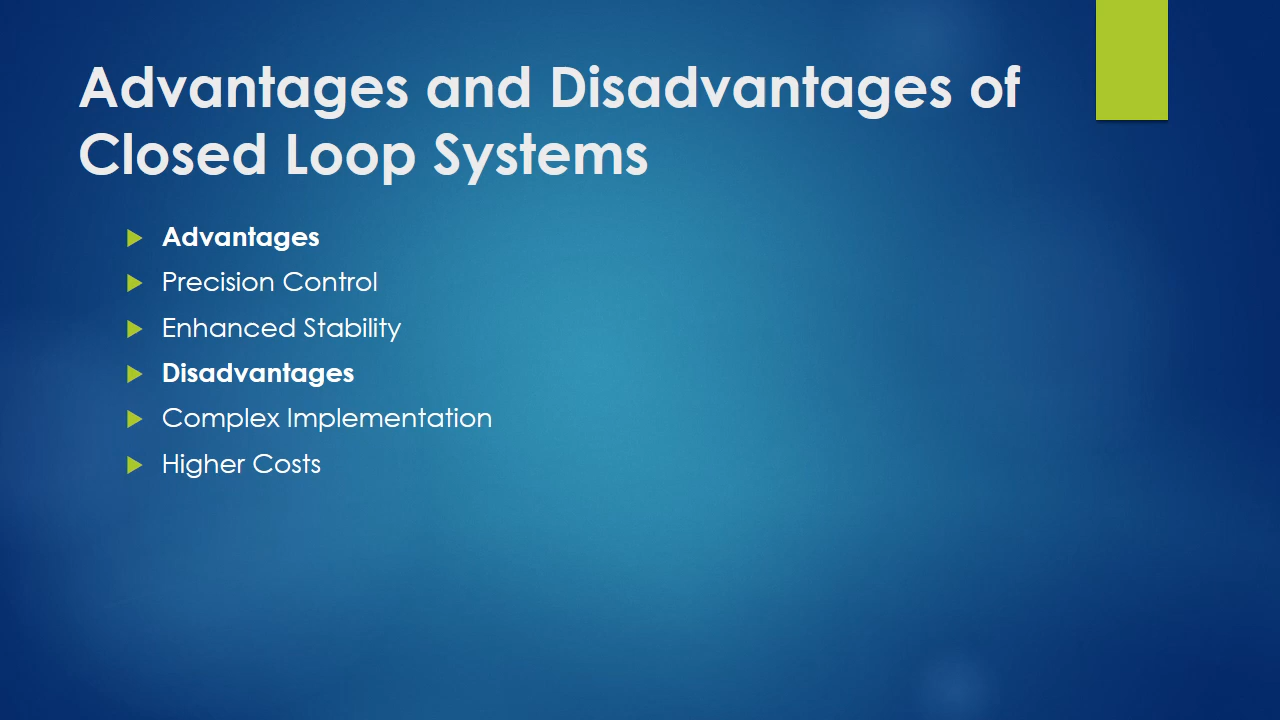 Advantages and Disadvantages of
Closed Loop Systems
Advantages
Precision Control
Enhanced Stability
Disadvantages
Complex Implementation
Higher Costs